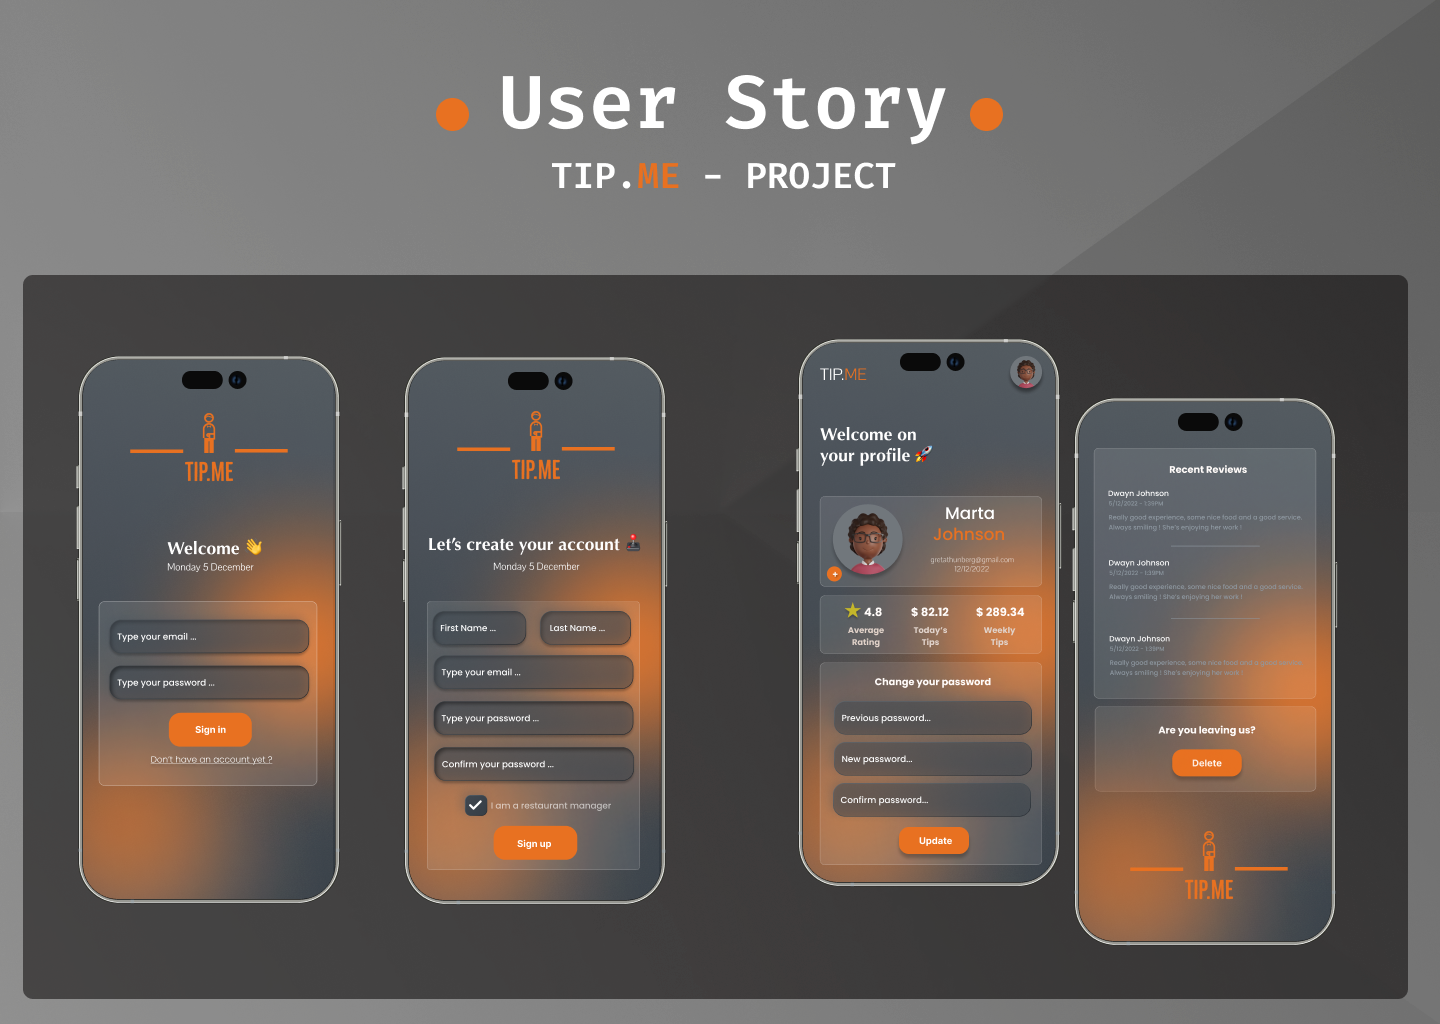 User Story
TIP.ME - PROJECT
TIP.ME
Welcome 👋
Monday 5 December
Type your email ...
Type your password ...
Sign in
Don't have an account yet ?
TIP.ME
Let's create your account 🕹️
Monday 5 December
First Name ...
Last Name ...
Type your email ...
Type your password ...
Confirm your password ...
I am a restaurant manager
Sign up
TIP.ME
Welcome on
your profile 🚀
Marta
Johnson
gretathunberg@gmail.com
12/12/2022
4.8
Average
Rating
$ 82.12
Today's
Tips
$ 289.34
Weekly
Tips
Change your password
Previous password...
New password...
Confirm password...
Update
Recent Reviews
Dwayn Johnson
5/12/2022 - 1:39PM
Really good experience, some nice food and a good service.
Always smiling ! She's enjoying her work !
Dwayn Johnson
5/12/2022 - 1:39PM
Really good experience, some nice food and a good service.
Always smiling ! She's enjoying her work !
Dwayn Johnson
5/12/2022 - 1:39PM
Really good experience, some nice food and a good service.
Always smiling ! She's enjoying her work !
Are you leaving us?
Delete
TIP.ME